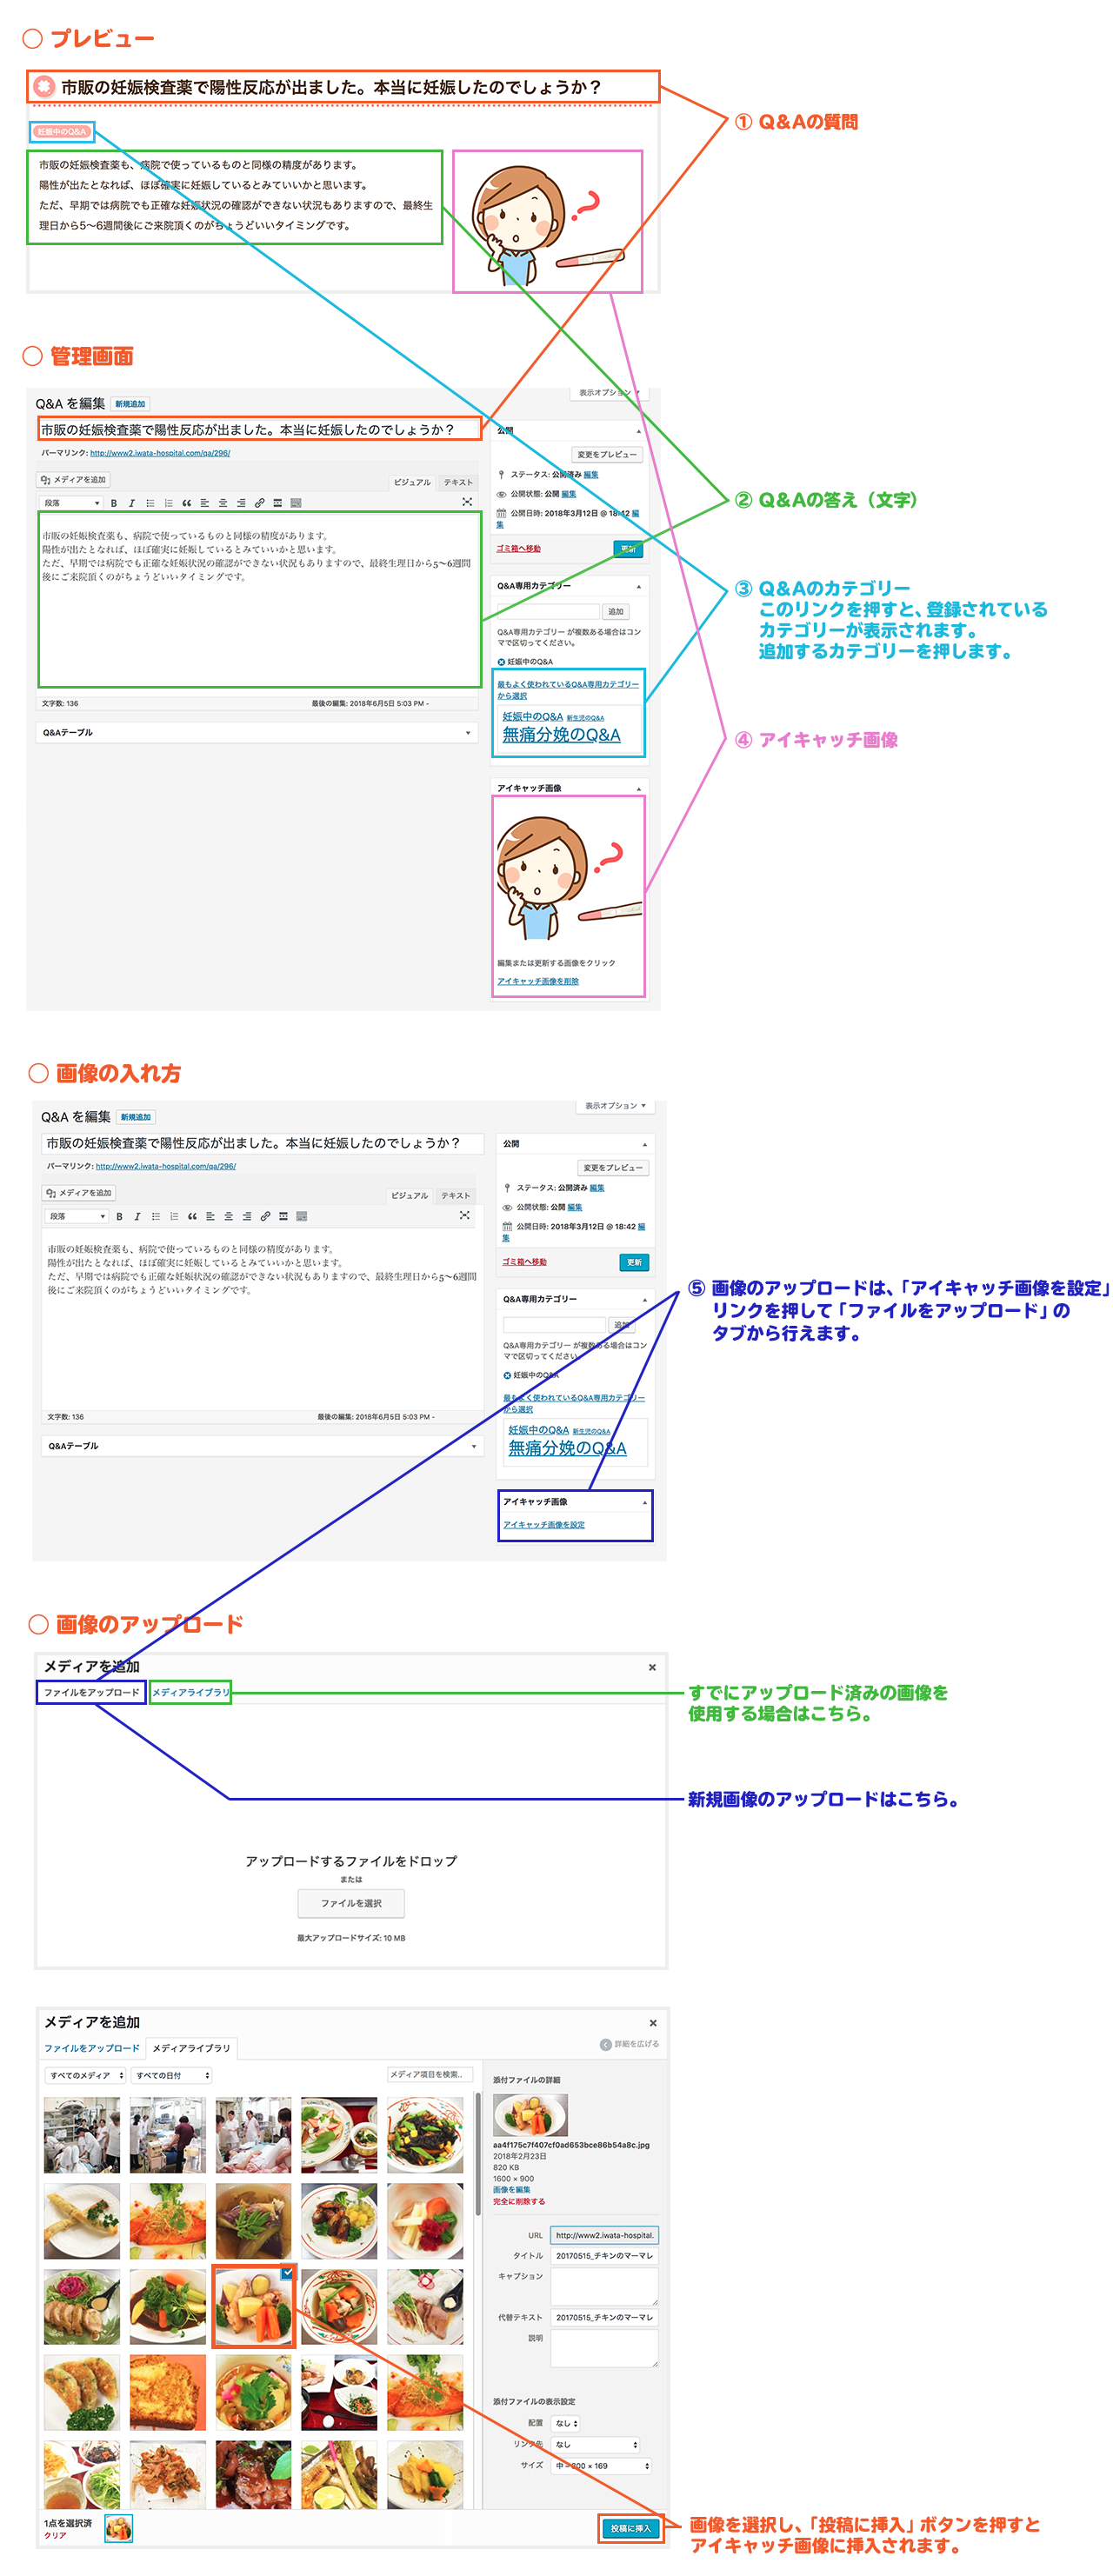 ○ プレビュー
市販の妊娠検査薬で陽性反応が出ました。本当に妊娠したのでしょうか？
① Q&Aの質問
妊娠中のQ&A
市販の妊娠検査薬も、病院で使っているものと同様の精度があります。
陽性が出たとなれば、ほぼ確実に妊娠しているとみていいかと思います。
ただ、早期では病院でも正確な妊娠状況の確認ができない状況もありますので、最終生
理日から5〜6週間後にご来院頂くのがちょうどいいタイミングです。
○ 管理画面
表示オプション ▼
Q&A を編集 新規追加
市販の妊娠検査薬で陽性反応が出ました。本当に妊娠したのでしょうか？
公開
パーマリンク: http://www2.iwata-hospital.com/qa/296/
変更をプレビュー
メディアを追加
ステータス: 公開済み 編集
ビジュアル テキスト
公開状態: 公開 編集
段落
公開日時: 2018年3月12日 @ 18:42 編
集
② Q&Aの答え（文字）
市販の妊娠検査薬も、病院で使っているものと同様の精度があります。
陽性が出たとなれば、ほぼ確実に妊娠しているとみていいかと思います。
ただ、早期では病院でも正確な妊娠状況の確認ができない状況もありますので、最終生理日から5〜6週間
後にご来院頂くのがちょうどいいタイミングです。
ゴミ箱へ移動 更新
Q&A専用カテゴリー
追加
Q&A専用カテゴリー が複数ある場合はコン
マで区切ってください。
妊娠中のQ&A
最もよく使われているQ&A専用カテゴリー
から選択
妊娠中のQ&A 新生児のQ&A
無痛分娩のQ&A
③ Q&Aのカテゴリー
このリンクを押すと、登録されている
カテゴリーが表示されます。
追加するカテゴリーを押します。
文字数: 136 最後の編集: 2018年6月5日 5:03 PM -
Q&Aテーブル
④ アイキャッチ画像
アイキャッチ画像
編集または更新する画像をクリック
アイキャッチ画像を削除
○ 画像の入れ方
表示オプション ▼
Q&A を編集 新規追加
市販の妊娠検査薬で陽性反応が出ました。本当に妊娠したのでしょうか？
公開
パーマリンク: http://www2.iwata-hospital.com/qa/296/
変更をプレビュー
メディアを追加
ステータス: 公開済み 編集
ビジュアル テキスト
公開状態: 公開 編集
段落
公開日時: 2018年3月12日 @ 18:42 編
集
市販の妊娠検査薬も、病院で使っているものと同様の精度があります。
陽性が出たとなれば、ほぼ確実に妊娠しているとみていいかと思います。
ただ、早期では病院でも正確な妊娠状況の確認ができない状況もありますので、最終生理日から5〜6週間
後にご来院頂くのがちょうどいいタイミングです。
ゴミ箱へ移動 更新
⑤ 画像のアップロードは、「アイキャッチ画像を設定」
リンクを押して「ファイルをアップロード」の
タブから行えます。
Q&A専用カテゴリー
追加
Q&A専用カテゴリー が複数ある場合はコン
マで区切ってください。
妊娠中のQ&A
最もよく使われているQ&A専用カテゴリー
から選択
妊娠中のQ&A 新生児のQ&A
無痛分娩のQ&A
文字数: 136 最後の編集: 2018年6月5日 5:03 PM -
Q&Aテーブル
アイキャッチ画像
アイキャッチ画像を設定
○ 画像のアップロード
メディアを追加
ファイルをアップロード メディアライブラリ
すでにアップロード済みの画像を
使用する場合はこちら。
新規画像のアップロードはこちら。
アップロードするファイルをドロップ
または
ファイルを選択
最大アップロードサイズ: 10 MB
メディアを追加
ファイルをアップロード メディアライブラリ
詳細を広げる
すべてのメディア すべての日付 メディア項目を検索...
添付ファイルの詳細
aa4f175c7f407cf0ad653bce86b54a8c.jpg
2018年2月23日
820 KB
1600 × 900
画像を編集
完全に削除する
URL http://www2.iwata-hospital.
タイトル 20170515_チキンのマーマレ
キャプション
代替テキスト 20170515_チキンのマーマレ
説明
添付ファイルの表示設定
配置 なし
リンク先 なし
サイズ 中 – 300 × 169
1点を選択済
クリア
投稿に挿入
画像を選択し、「投稿に挿入」ボタンを押すと
アイキャッチ画像に挿入されます。